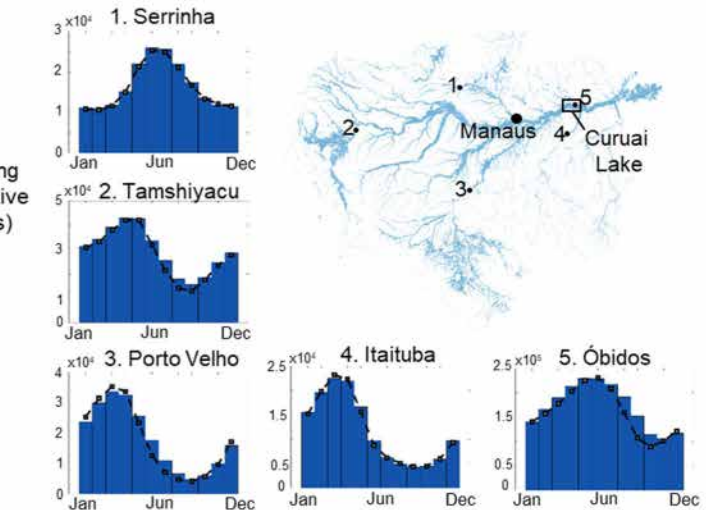 1. Serrinha
x10⁴
3
2
1
0
Jan Jun Dec
ing
tive
s)
2. Tamshiyacu
x10⁴
5
3
1
0
Jan Jun Dec
3. Porto Velho
x10⁴
4
3
2
1
0
Jan Jun Dec
4. Itaituba
x10⁴
2.5
1.5
0.5
0
Jan Jun Dec
5. Óbidos
x10⁵
2.5
1.5
0.5
0
Jan Jun Dec
1
2
3
4
5
Manaus
Curuai
Lake